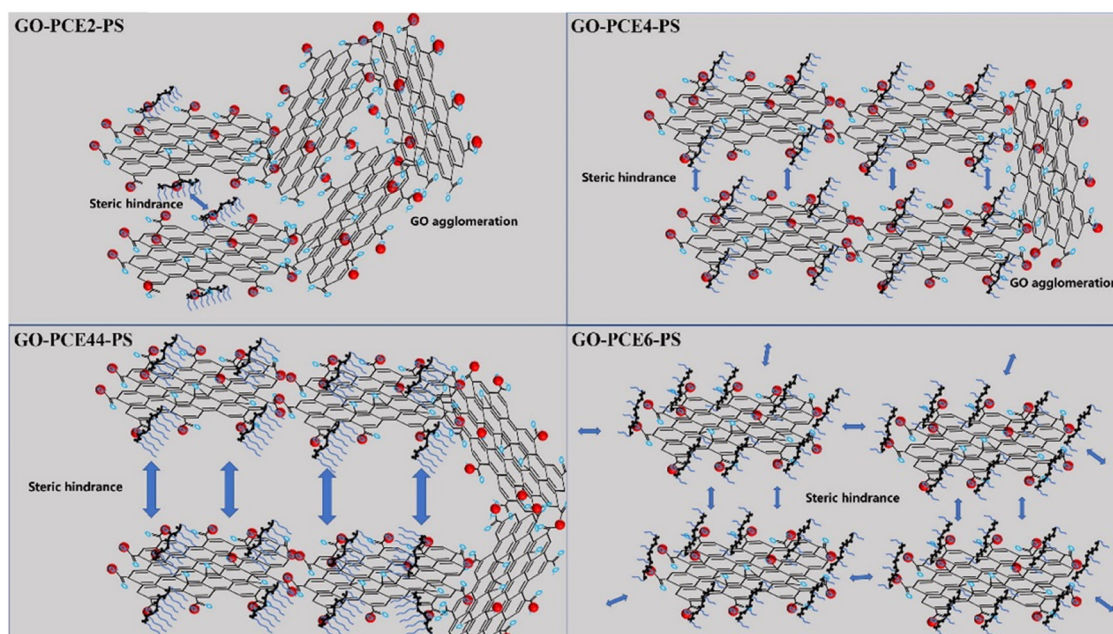 GO-PCE2-PS
Steric hindrance
GO agglomeration
GO-PCE4-PS
Steric hindrance
GO agglomeration
GO-PCE44-PS
Steric hindrance
GO-PCE6-PS
Steric hindrance